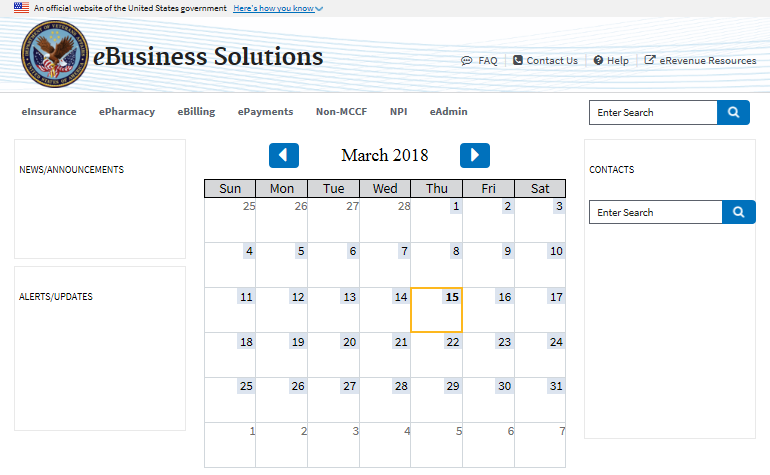 An official website of the United States government Here's how you know
eBusiness Solutions
FAQ Contact Us Help eRevenue Resources
eInsurance ePharmacy eBilling ePayments Non-MCCF NPI eAdmin
Enter Search
NEWS/ANNOUNCEMENTS
ALERTS/UPDATES
March 2018
Sun Mon Tue Wed Thu Fri Sat
25 26 27 28 1 2 3
4 5 6 7 8 9 10
11 12 13 14 15 16 17
18 19 20 21 22 23 24
25 26 27 28 29 30 31
1 2 3 4 5 6 7
CONTACTS
Enter Search